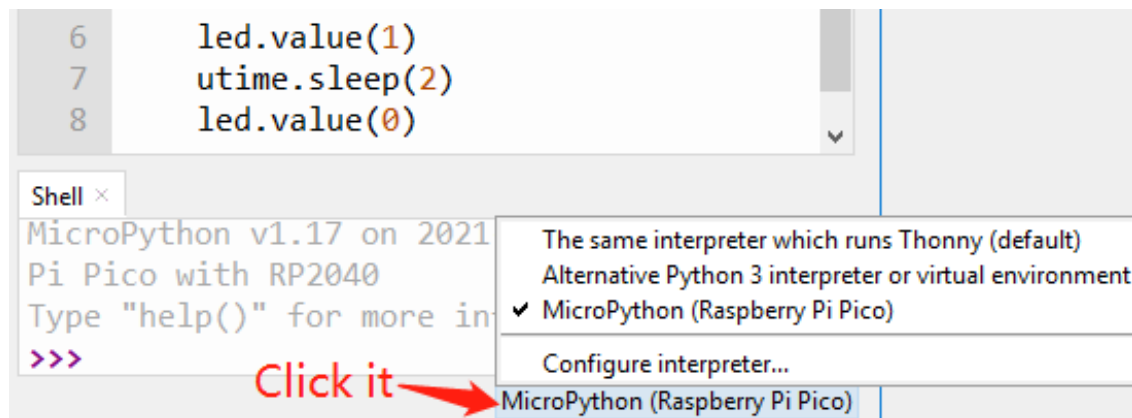 6 led.value(1)
7 utime.sleep(2)
8 led.value(0)
Shell ×
MicroPython v1.17 on 2021
Pi Pico with RP2040
Type "help()" for more
>>>
The same interpreter which runs Thonny (default)
Alternative Python 3 interpreter or virtual environment
✔ MicroPython (Raspberry Pi Pico)
Configure interpreter...
Click it
MicroPython (Raspberry Pi Pico)